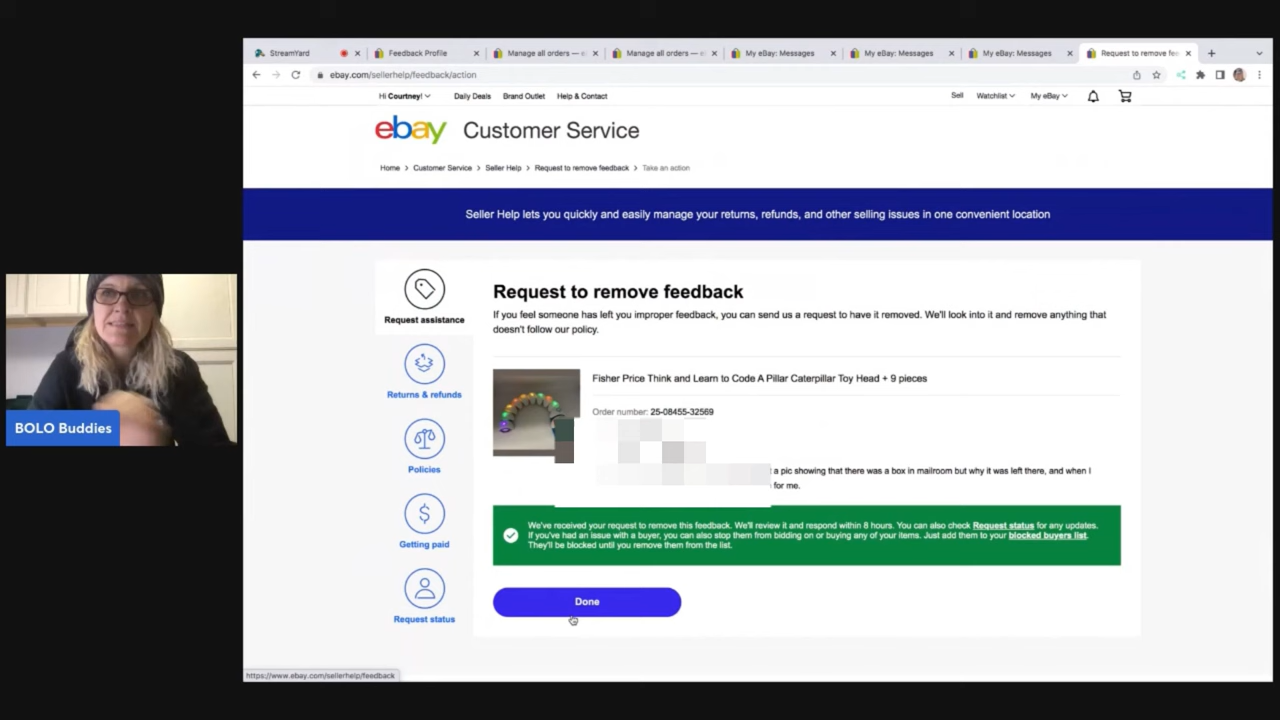 StreamYard
Feedback Profile
Manage all orders — e
Manage all orders — e
My eBay: Messages
My eBay: Messages
My eBay: Messages
Request to remove fee
ebay.com/sellerhelp/feedback/action
Hi Courtney!
Daily Deals
Brand Outlet
Help & Contact
Sell
Watchlist
My eBay
ebay Customer Service
Home > Customer Service > Seller Help > Request to remove feedback > Take an action
Seller Help lets you quickly and easily manage your returns, refunds, and other selling issues in one convenient location
Request assistance
Returns & refunds
Policies
Getting paid
Request status
Request to remove feedback
If you feel someone has left you improper feedback, you can send us a request to have it removed. We'll look into it and remove anything that
doesn't follow our policy.
Fisher Price Think and Learn to Code A Pillar Caterpillar Toy Head + 9 pieces
Order number: 25-08455-32569
a pic showing that there was a box in mailroom but why it was left there, and when I
for me.
We've received your request to remove this feedback. We'll review it and respond within 8 hours. You can also check Request status for any updates.
If you've had an issue with a buyer, you can also stop them from bidding on or buying any of your items. Just add them to your blocked buyers list.
They'll be blocked until you remove them from the list.
Done
BOLO Buddies
https://www.ebay.com/sellerhelp/feedback